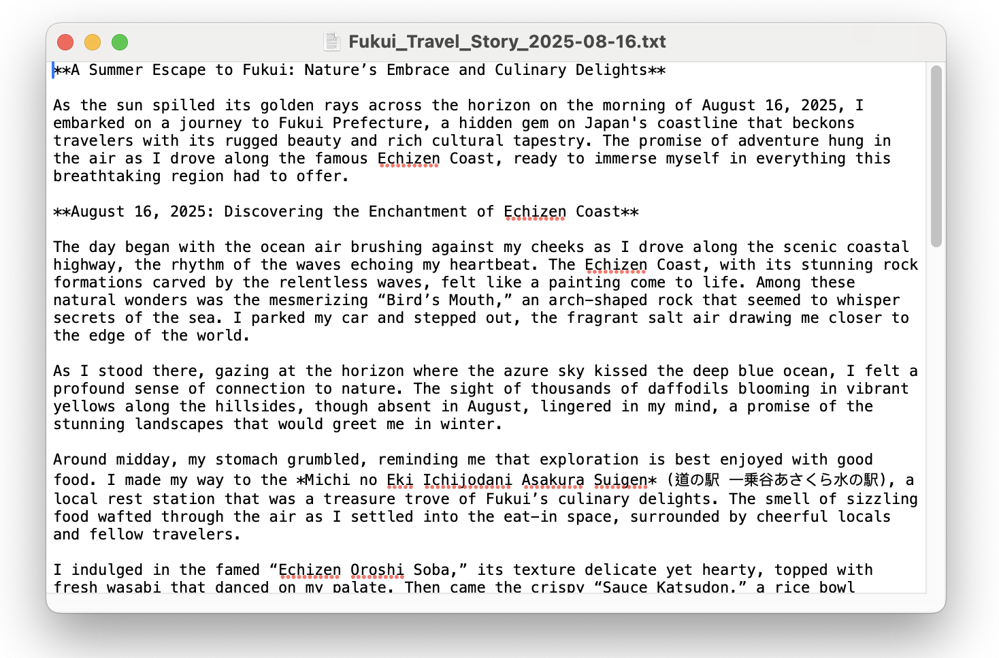 Fukui_Travel_Story_2025-08-16.txt
**A Summer Escape to Fukui: Nature’s Embrace and Culinary Delights**
As the sun spilled its golden rays across the horizon on the morning of August 16, 2025, I
embarked on a journey to Fukui Prefecture, a hidden gem on Japan's coastline that beckons
travelers with its rugged beauty and rich cultural tapestry. The promise of adventure hung in
the air as I drove along the famous Echizen Coast, ready to immerse myself in everything this
breathtaking region had to offer.
**August 16, 2025: Discovering the Enchantment of Echizen Coast**
The day began with the ocean air brushing against my cheeks as I drove along the scenic coastal
highway, the rhythm of the waves echoing my heartbeat. The Echizen Coast, with its stunning rock
formations carved by the relentless waves, felt like a painting come to life. Among these
natural wonders was the mesmerizing “Bird’s Mouth,” an arch-shaped rock that seemed to whisper
secrets of the sea. I parked my car and stepped out, the fragrant salt air drawing me closer to
the edge of the world.
As I stood there, gazing at the horizon where the azure sky kissed the deep blue ocean, I felt a
profound sense of connection to nature. The sight of thousands of daffodils blooming in vibrant
yellows along the hillsides, though absent in August, lingered in my mind, a promise of the
stunning landscapes that would greet me in winter.
Around midday, my stomach grumbled, reminding me that exploration is best enjoyed with good
food. I made my way to the *Michi no Eki Ichijodani Asakura Suigen* (道の駅 一乗谷あさくら水の駅), a
local rest station that was a treasure trove of Fukui’s culinary delights. The smell of sizzling
food wafted through the air as I settled into the eat-in space, surrounded by cheerful locals
and fellow travelers.
I indulged in the famed “Echizen Oroshi Soba,” its texture delicate yet hearty, topped with
fresh wasabi that danced on my palate. Then came the crispy “Sauce Katsudon,” a rice bowl